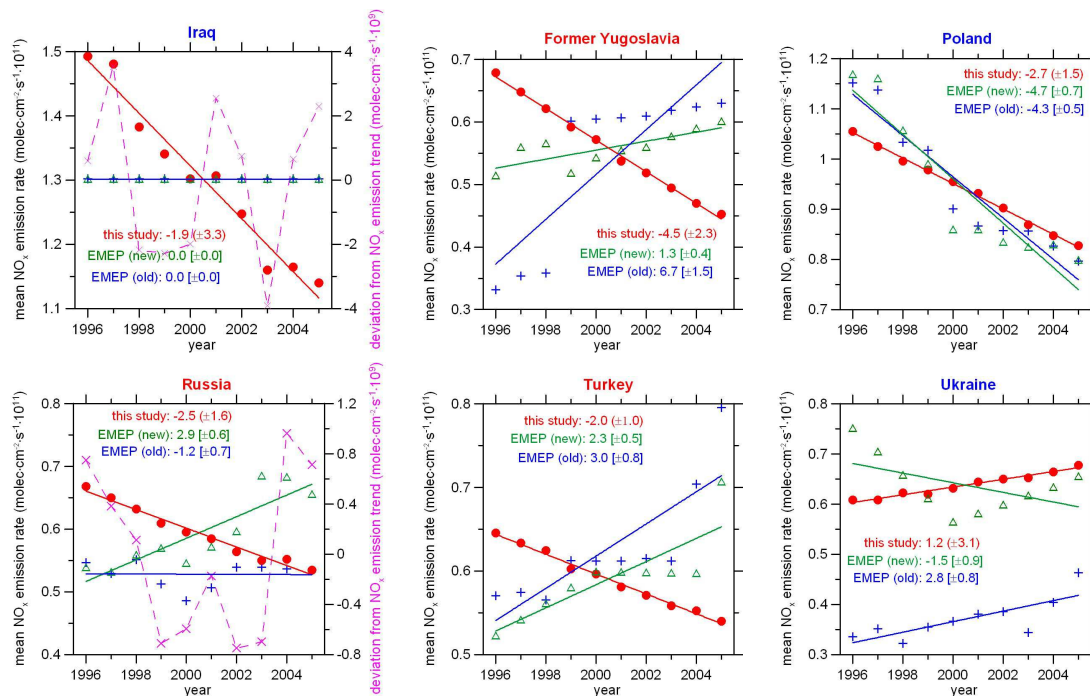 Iraq
mean NOₓ emission rate (molec·cm⁻²·s⁻¹·10¹¹)
1.5
1.4
1.3
1.2
1.1
this study: -1.9 (±3.3)
EMEP (new): 0.0 [±0.0]
EMEP (old): 0.0 [±0.0]
4
3
2
1
0
-1
-2
-3
-4
deviation from NOₓ emission trend (molec·cm⁻²·s⁻¹·10⁹)
1996 1998 2000 2002 2004
year
Former Yugoslavia
mean NOₓ emission rate (molec·cm⁻²·s⁻¹·10¹¹)
0.7
0.6
0.5
0.4
0.3
this study: -4.5 (±2.3)
EMEP (new): 1.3 [±0.4]
EMEP (old): 6.7 [±1.5]
1996 1998 2000 2002 2004
year
Poland
mean NOₓ emission rate (molec·cm⁻²·s⁻¹·10¹¹)
1.2
1.1
1
0.9
0.8
0.7
this study: -2.7 (±1.5)
EMEP (new): -4.7 [±0.7]
EMEP (old): -4.3 [±0.5]
1996 1998 2000 2002 2004
year
Russia
mean NOₓ emission rate (molec·cm⁻²·s⁻¹·10¹¹)
0.8
0.7
0.6
0.5
0.4
this study: -2.5 (±1.6)
EMEP (new): 2.9 [±0.6]
EMEP (old): -1.2 [±0.7]
1.2
0.8
0.4
0
-0.4
-0.8
deviation from NOₓ emission trend (molec·cm⁻²·s⁻¹·10⁹)
1996 1998 2000 2002 2004
year
Turkey
mean NOₓ emission rate (molec·cm⁻²·s⁻¹·10¹¹)
0.8
0.7
0.6
0.5
this study: -2.0 (±1.0)
EMEP (new): 2.3 [±0.5]
EMEP (old): 3.0 [±0.8]
1996 1998 2000 2002 2004
year
Ukraine
mean NOₓ emission rate (molec·cm⁻²·s⁻¹·10¹¹)
0.8
0.7
0.6
0.5
0.4
0.3
this study: 1.2 (±3.1)
EMEP (new): -1.5 [±0.9]
EMEP (old): 2.8 [±0.8]
1996 1998 2000 2002 2004
year